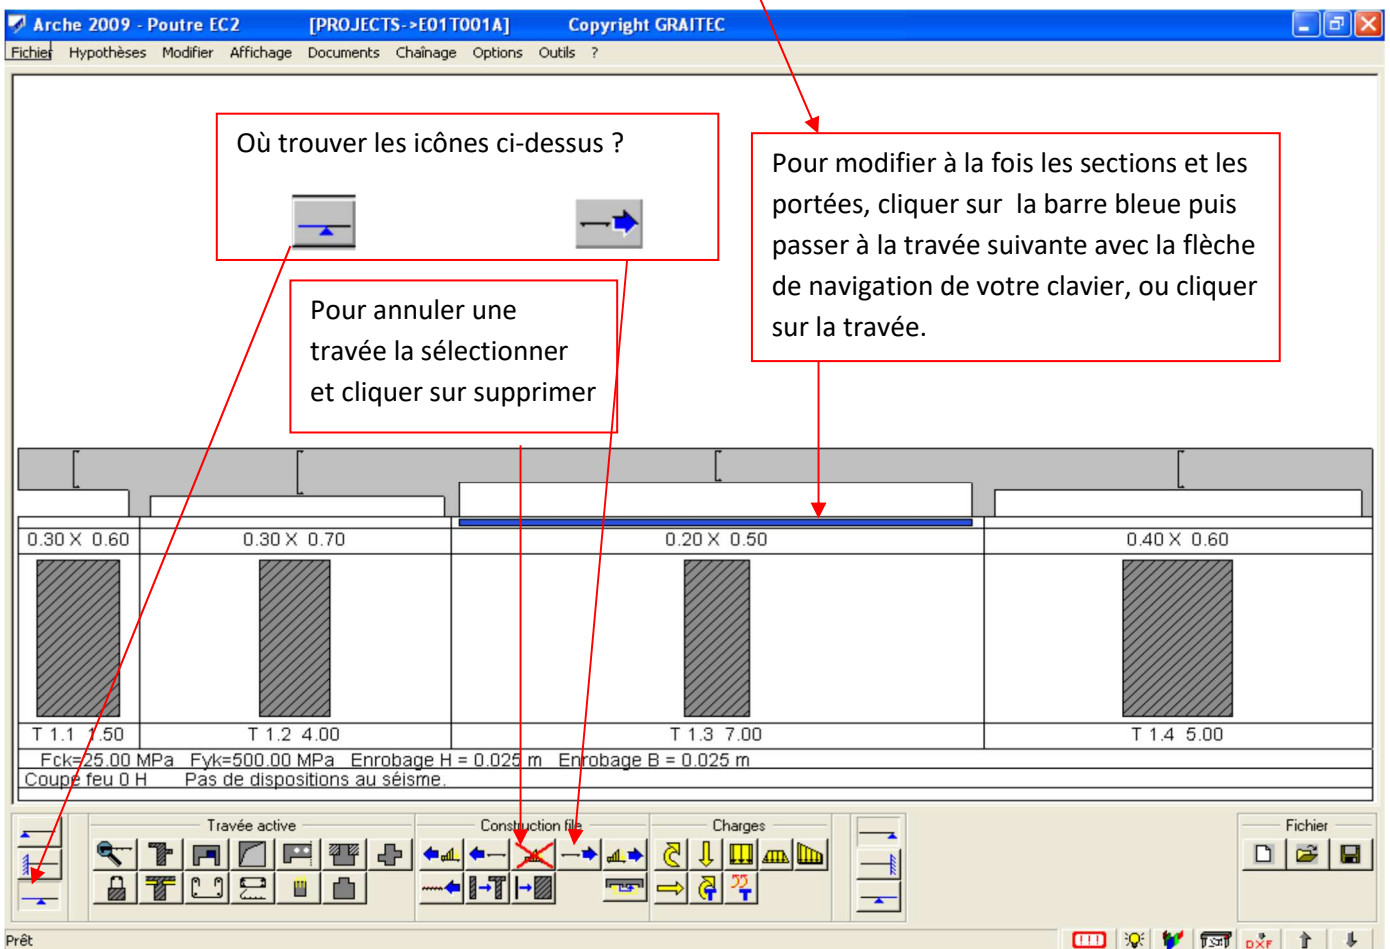 Arche 2009 - Poutre EC2 [PROJECTS->E01T001A] Copyright GRAITEC
Fichier Hypothèses Modifier Affichage Documents Chaînage Options Outils ?
Où trouver les icônes ci-dessus ?
Pour modifier à la fois les sections et les
portées, cliquer sur la barre bleue puis
passer à la travée suivante avec la flèche
de navigation de votre clavier, ou cliquer
sur la travée.
Pour annuler une
travée la sélectionner
et cliquer sur supprimer
0.30 X 0.60 0.30 X 0.70 0.20 X 0.50 0.40 X 0.60
T 1.1 1.50 T 1.2 4.00 T 1.3 7.00 T 1.4 5.00
Fck=25.00 MPa Fyk=500.00 MPa Enrobage H = 0.025 m Enrobage B = 0.025 m
Coupe feu 0 H Pas de dispositions au séisme.
Travée active Construction file Charges Fichier
Prêt
DXF